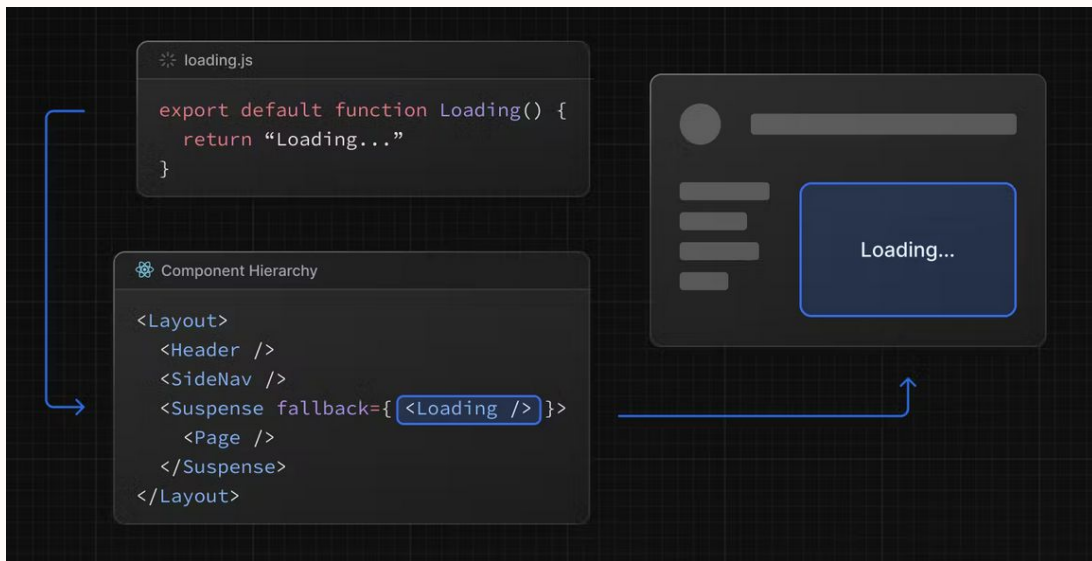 loading.js
export default function Loading() {
return “Loading...”
}
Component Hierarchy
<Layout>
<Header />
<SideNav />
<Suspense fallback={ <Loading /> }>
<Page />
</Suspense>
</Layout>
Loading...